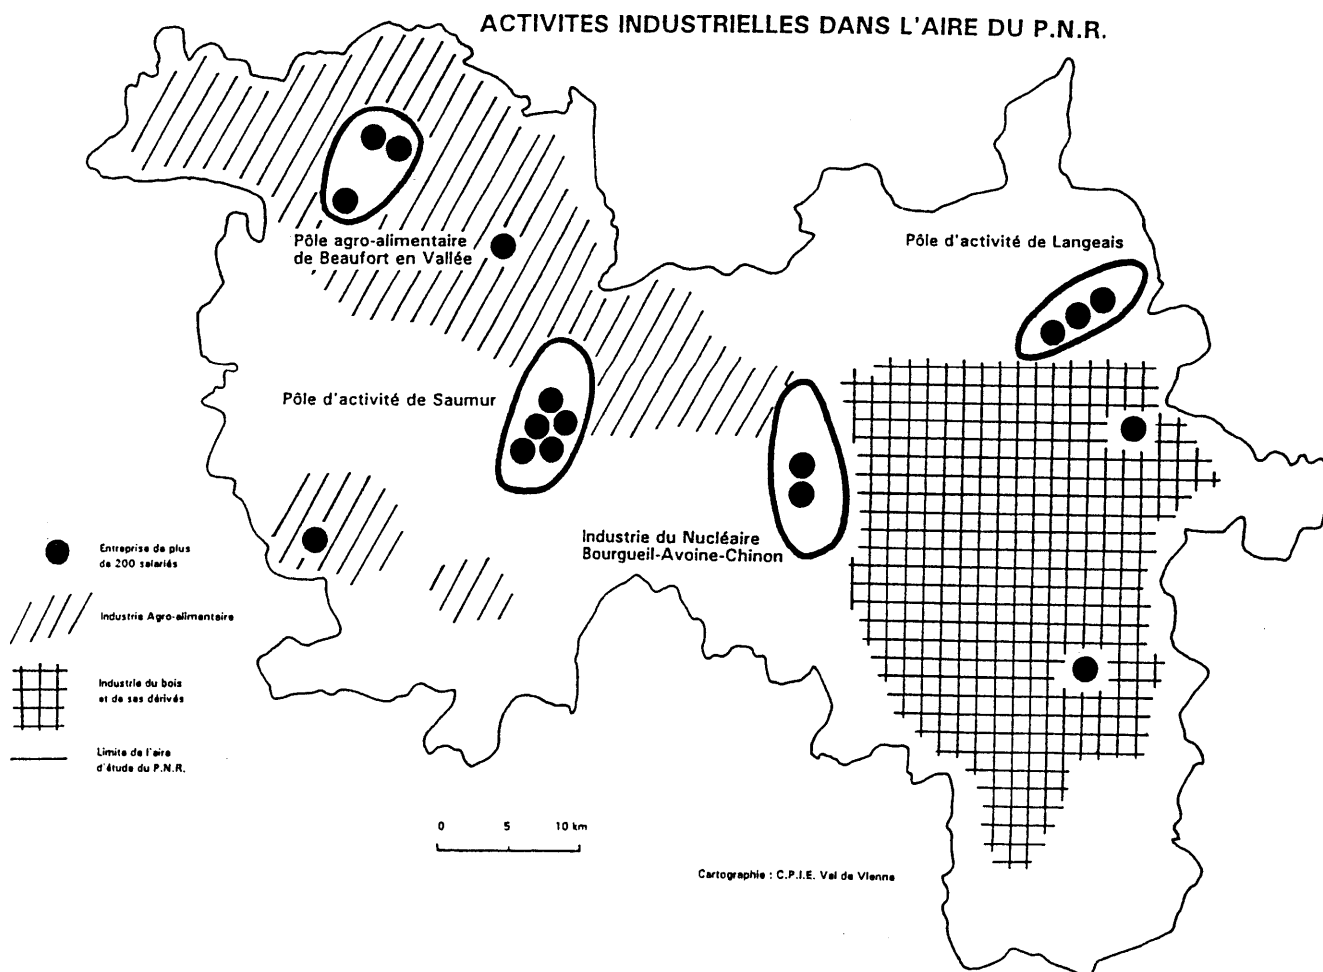 ACTIVITES INDUSTRIELLES DANS L'AIRE DU P.N.R.
Pôle agro-alimentaire
de Beaufort en Vallée
Pôle d'activité de Langeais
Pôle d'activité de Saumur
Industrie du Nucléaire
Bourgueil-Avoine-Chinon
Entreprise de plus
de 200 salariés
Industrie Agro-alimentaire
Industrie du bois
et de ses dérivés
Limite de l'aire
d'étude du P.N.R.
0 5 10 km
Cartographie : C.P.I.E. Val de Vienne